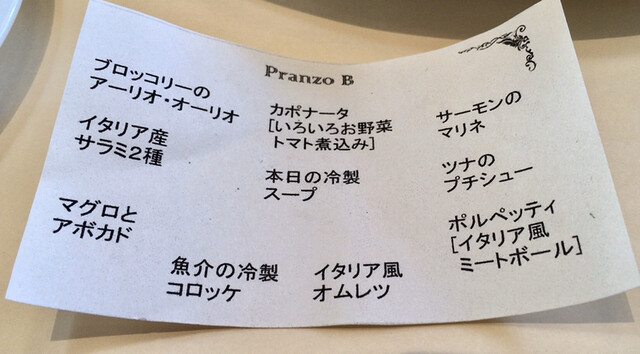 Pranzo B
ブロッコリーの
アーリオ・オーリオ
カポナータ
[いろいろお野菜
トマト煮込み]
サーモンの
マリネ
イタリア産
サラミ2種
本日の冷製
スープ
ツナの
プチシュー
マグロと
アボカド
ポルペッティ
[イタリア風
ミートボール]
魚介の冷製
コロッケ
イタリア風
オムレツ